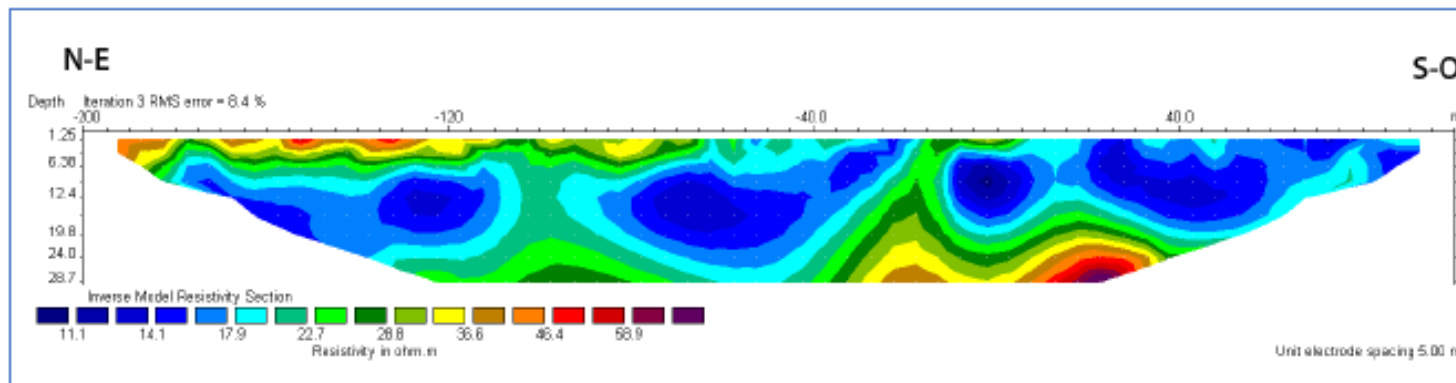 N-E
S-O
Depth Iteration 3 RMS error = 8.4 %
-200 -120 -40.0 40.0 m
1.25
6.38
12.4
19.8
24.0
28.7
Inverse Model Resistivity Section
11.1 14.1 17.9 22.7 28.8 36.6 46.4 58.9
Resistivity in ohm.m
Unit electrode spacing 5.00 m